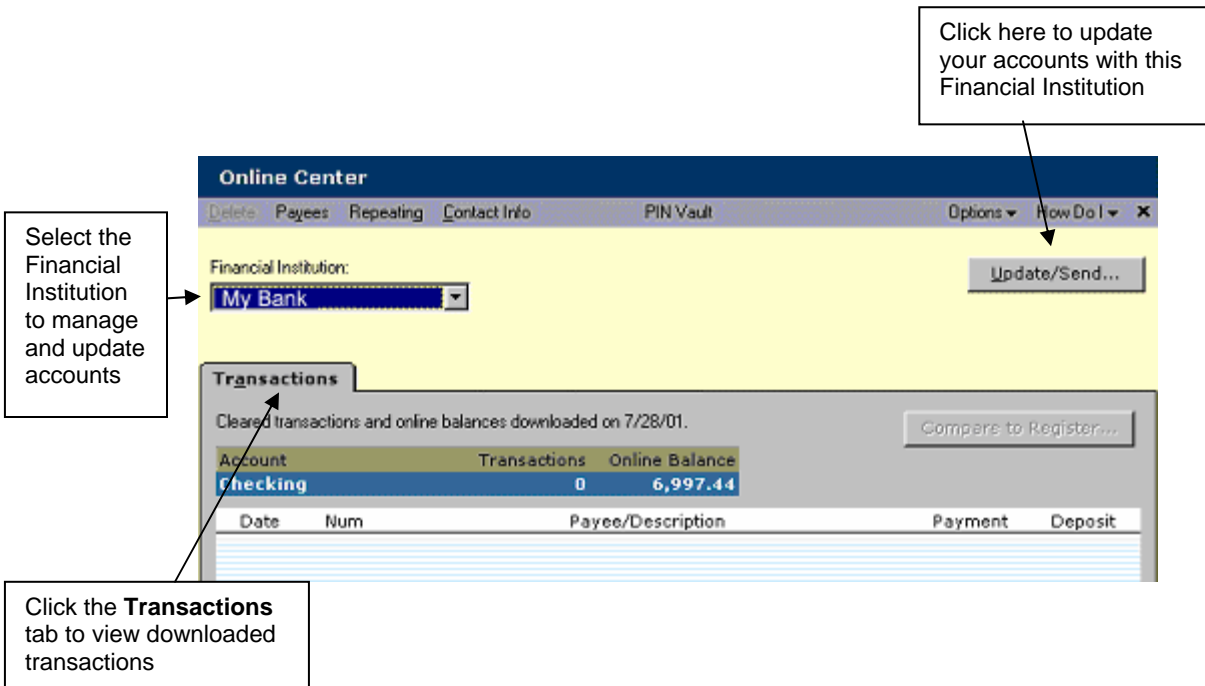 Click here to update
your accounts with this
Financial Institution
Online Center
Delete Payees Repeating Contact Info PIN Vault Options How Do I
Select the
Financial
Institution
to manage
and update
accounts
Financial Institution:
My Bank
Update/Send...
Transactions
Cleared transactions and online balances downloaded on 7/28/01.
Compare to Register...
Account Transactions Online Balance
Checking 0 6,997.44
Date Num Payee/Description Payment Deposit
Click the Transactions
tab to view downloaded
transactions